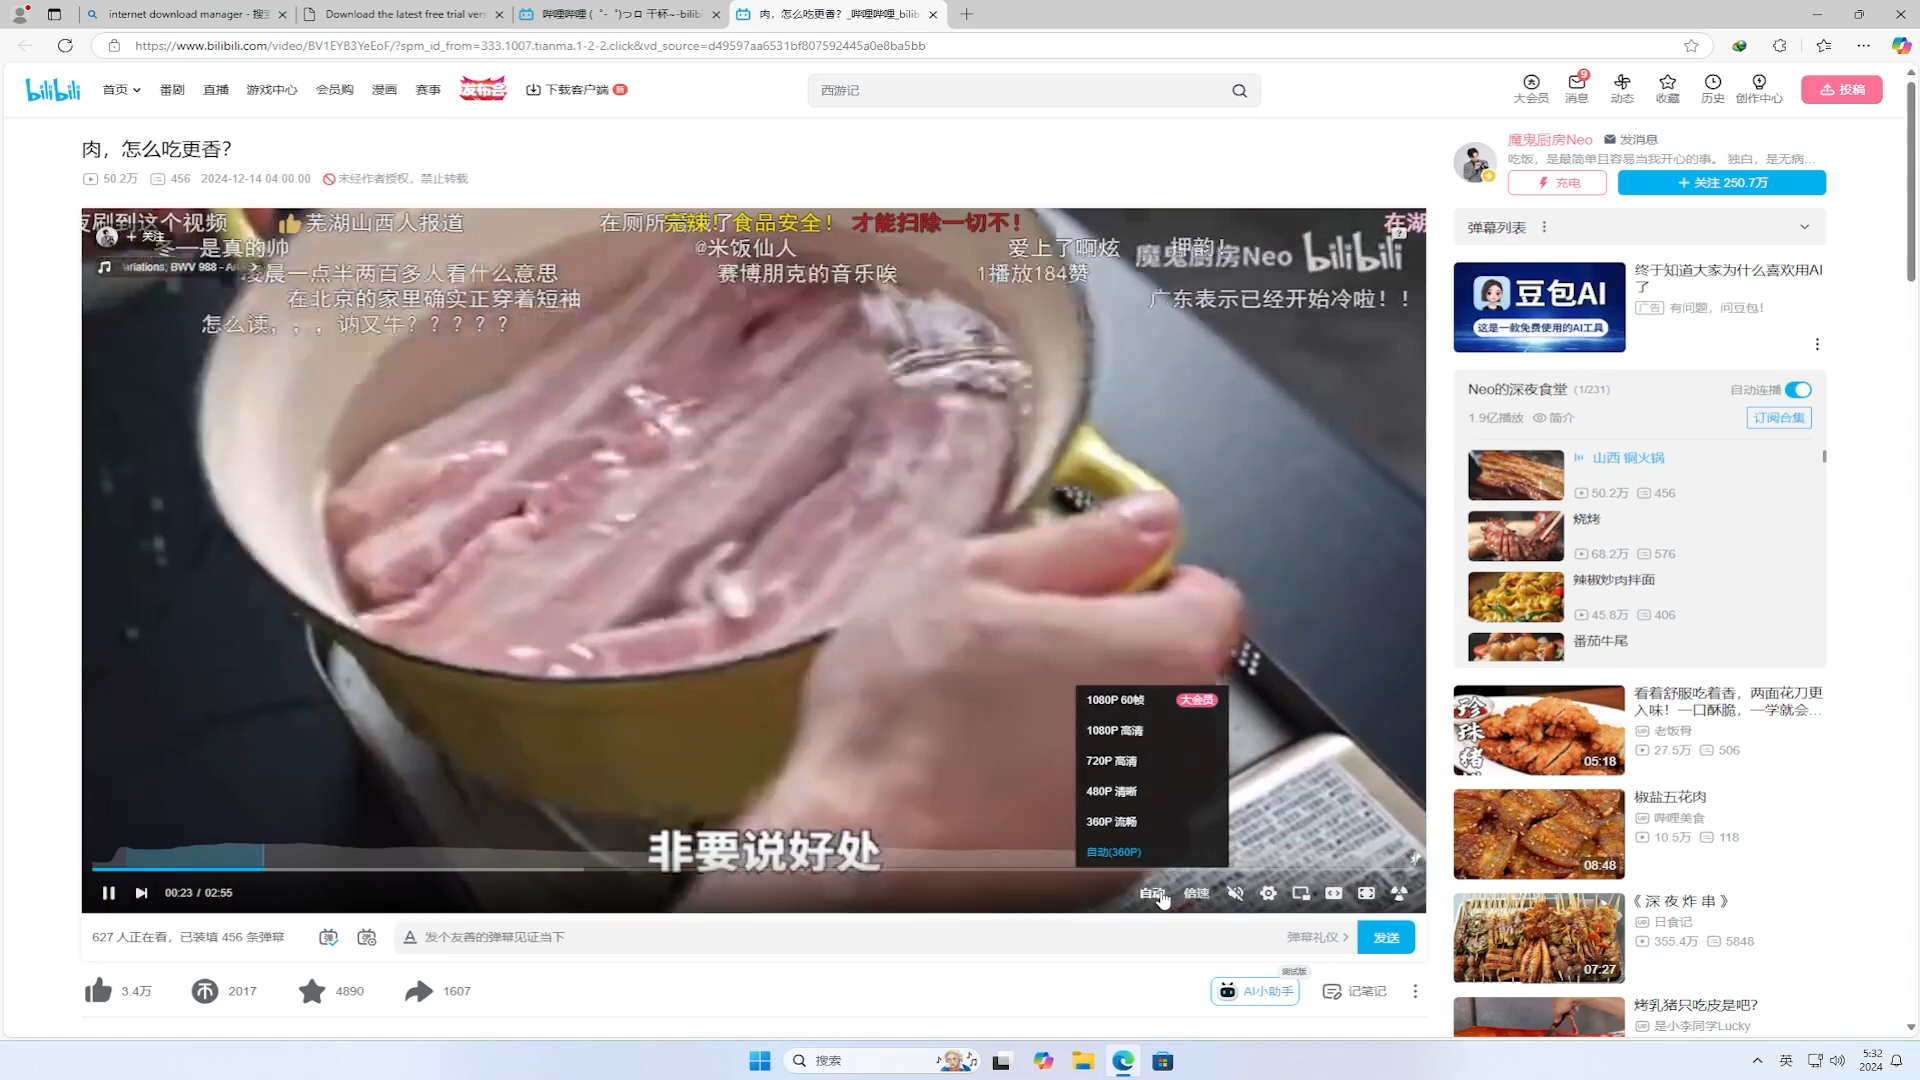 internet download manager - 搜
Download the latest free trial vers
哔哩哔哩 (゜-゜)つロ 干杯~-bilib
肉，怎么吃更香？_哔哩哔哩_bilib
https://www.bilibili.com/video/BV1EYB3YeEoF/?spm_id_from=333.1007.tianma.1-2-2.click&vd_source=d49597aa6531bf807592445a0e8ba5bb
bilibili
首页
番剧
直播
游戏中心
会员购
漫画
赛事
发布会
下载客户端
新
西游记
大会员
9
消息
动态
收藏
历史
创作中心
投稿
肉，怎么吃更香？
50.2万
456
2024-12-14 04:00:00
未经作者授权，禁止转载
刷到这个视频
芜湖山西人报道
在厕所
完辣！
了食品安全！
才能扫除一切不！
在湖
+ 关注
是真的帅
@米饭仙人
爱上了啊炫
押韵！
魔鬼厨房Neo
bilibili
ariations, BWV 988 - A
凌晨一点半两百多人看什么意思
赛博朋克的音乐唉
1播放184赞
在北京的家里确实正穿着短袖
广东表示已经开始冷啦！！
怎么读，，，讷又牛？？？？？
非要说好处
1080P 60帧
大会员
1080P 高清
720P 高清
480P 清晰
360P 流畅
自动(360P)
00:23 / 02:55
自动
倍速
627 人正在看，已装填 456 条弹幕
发个友善的弹幕见证当下
弹幕礼仪 >
发送
3.4万
2017
4890
1607
测试版
AI小助手
记笔记
魔鬼厨房Neo
发消息
吃饭，是最简单且容易当我开心的事。 独白，是无病...
充电
+ 关注 250.7万
弹幕列表
豆包AI
这是一款免费使用的AI工具
终于知道大家为什么喜欢用AI
了
广告
有问题，问豆包!
Neo的深夜食堂
(1/231)
自动连播
1.9亿播放
简介
订阅合集
山西 铜火锅
50.2万
456
烧烤
68.2万
576
辣椒炒肉拌面
45.8万
406
番茄牛尾
珍珠猪
05:18
看着舒服吃着香，两面花刀更
入味！一口酥脆，一学就会...
UP
老饭骨
27.5万
506
08:48
椒盐五花肉
UP
哔哩美食
10.5万
118
07:27
《 深 夜 炸 串 》
UP
日食记
355.4万
5848
烤乳猪只吃皮是吧?
UP
是小李同学Lucky
搜索
英
5:32
2024